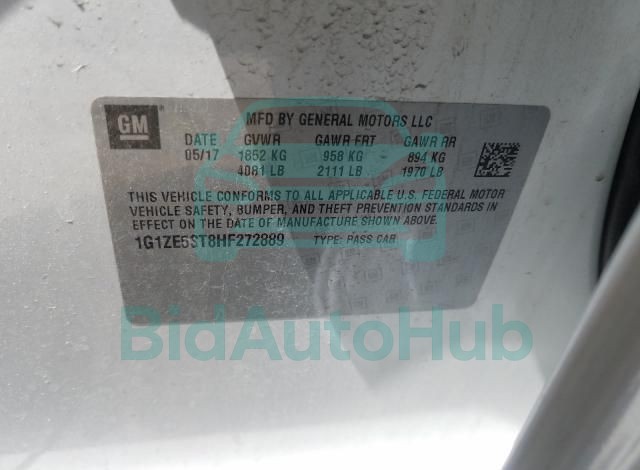 GM
MFD BY GENERAL MOTORS LLC
DATE GVWR GAWR FRT GAWR RR
05/17 1852 KG 958 KG 894 KG
4081 LB 2111 LB 1970 LB
THIS VEHICLE CONFORMS TO ALL APPLICABLE U.S. FEDERAL MOTOR
VEHICLE SAFETY, BUMPER, AND THEFT PREVENTION STANDARDS IN
EFFECT ON THE DATE OF MANUFACTURE SHOWN ABOVE.
1G1ZE5ST8HF272889 TYPE: PASS CAR
BidAutoHub